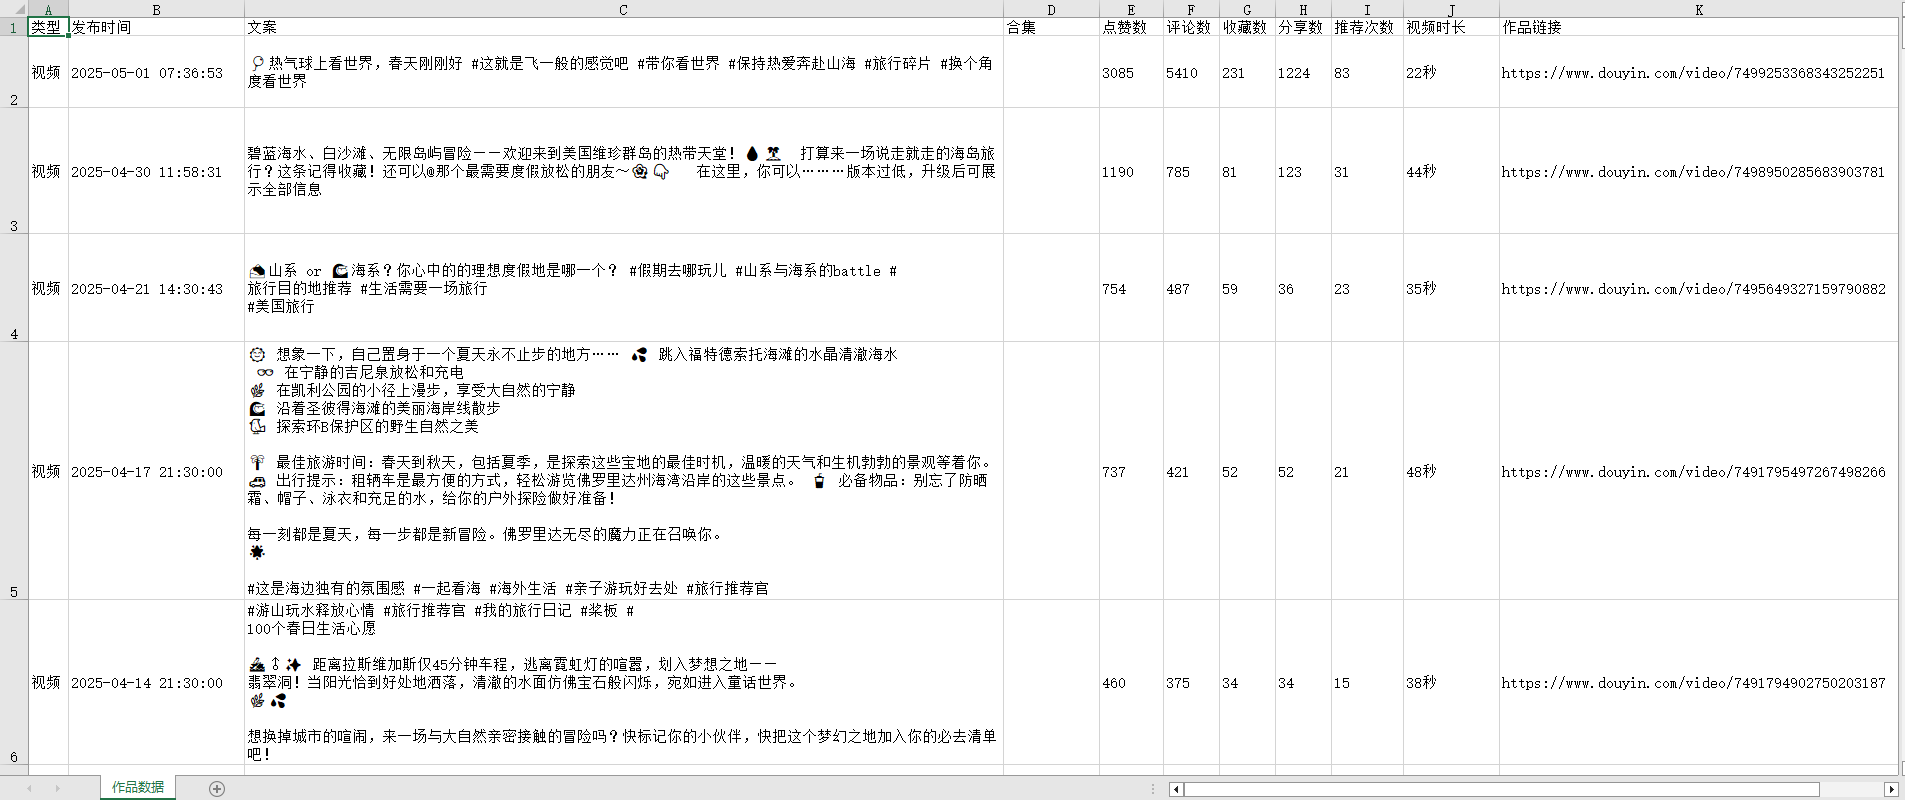 A B C D E F G H I J K
1 类型 发布时间 文案 合集 点赞数 评论数 收藏数 分享数 推荐次数 视频时长 作品链接
🎈热气球上看世界，春天刚刚好 #这就是飞一般的感觉吧 #带你看世界 #保持热爱奔赴山海 #旅行碎片 #换个角
度看世界
2 视频 2025-05-01 07:36:53 3085 5410 231 1224 83 22秒 https://www.douyin.com/video/7499253368343252251
碧蓝海水、白沙滩、无限岛屿冒险——欢迎来到美国维珍群岛的热带天堂！💧🏝 打算来一场说走就走的海岛旅
行？这条记得收藏！还可以@那个最需要度假放松的朋友～ 在这里，你可以………版本过低，升级后可展
示全部信息
3 视频 2025-04-30 11:58:31 1190 785 81 123 31 44秒 https://www.douyin.com/video/7498950285683903781
🏔山系 or 🌊海系？你心中的的理想度假地是哪一个？ #假期去哪玩儿 #山系与海系的battle #
旅行目的地推荐 #生活需要一场旅行
#美国旅行
4 视频 2025-04-21 14:30:43 754 487 59 36 23 35秒 https://www.douyin.com/video/7495649327159790882
🌞 想象一下，自己置身于一个夏天永不止步的地方…… 💦 跳入福特德索托海滩的水晶清澈海水
👓 在宁静的吉尼泉放松和充电
🌿 在凯利公园的小径上漫步，享受大自然的宁静
🌊 沿着圣彼得海滩的美丽海岸线散步
探索环B保护区的野生自然之美
🌴 最佳旅游时间：春天到秋天，包括夏季，是探索这些宝地的最佳时机，温暖的天气和生机勃勃的景观等着你。
🚗 出行提示：租辆车是最方便的方式，轻松游览佛罗里达州海湾沿岸的这些景点。 🥤 必备物品：别忘了防晒
霜、帽子、泳衣和充足的水，给你的户外探险做好准备！
每一刻都是夏天，每一步都是新冒险。佛罗里达无尽的魔力正在召唤你。
🌟
#这是海边独有的氛围感 #一起看海 #海外生活 #亲子游玩好去处 #旅行推荐官
5 视频 2025-04-17 21:30:00 737 421 52 52 21 48秒 https://www.douyin.com/video/7491795497267498266
#游山玩水释放心情 #旅行推荐官 #我的旅行日记 #桨板 #
100个春日生活心愿
🚣‍♂✨ 距离拉斯维加斯仅45分钟车程，逃离霓虹灯的喧嚣，划入梦想之地——
翡翠洞！当阳光恰到好处地洒落，清澈的水面仿佛宝石般闪烁，宛如进入童话世界。
🌿💦
想换掉城市的喧闹，来一场与大自然亲密接触的冒险吗？快标记你的小伙伴，快把这个梦幻之地加入你的必去清单
吧！
6 视频 2025-04-14 21:30:00 460 375 34 34 15 38秒 https://www.douyin.com/video/7491794902750203187
作品数据